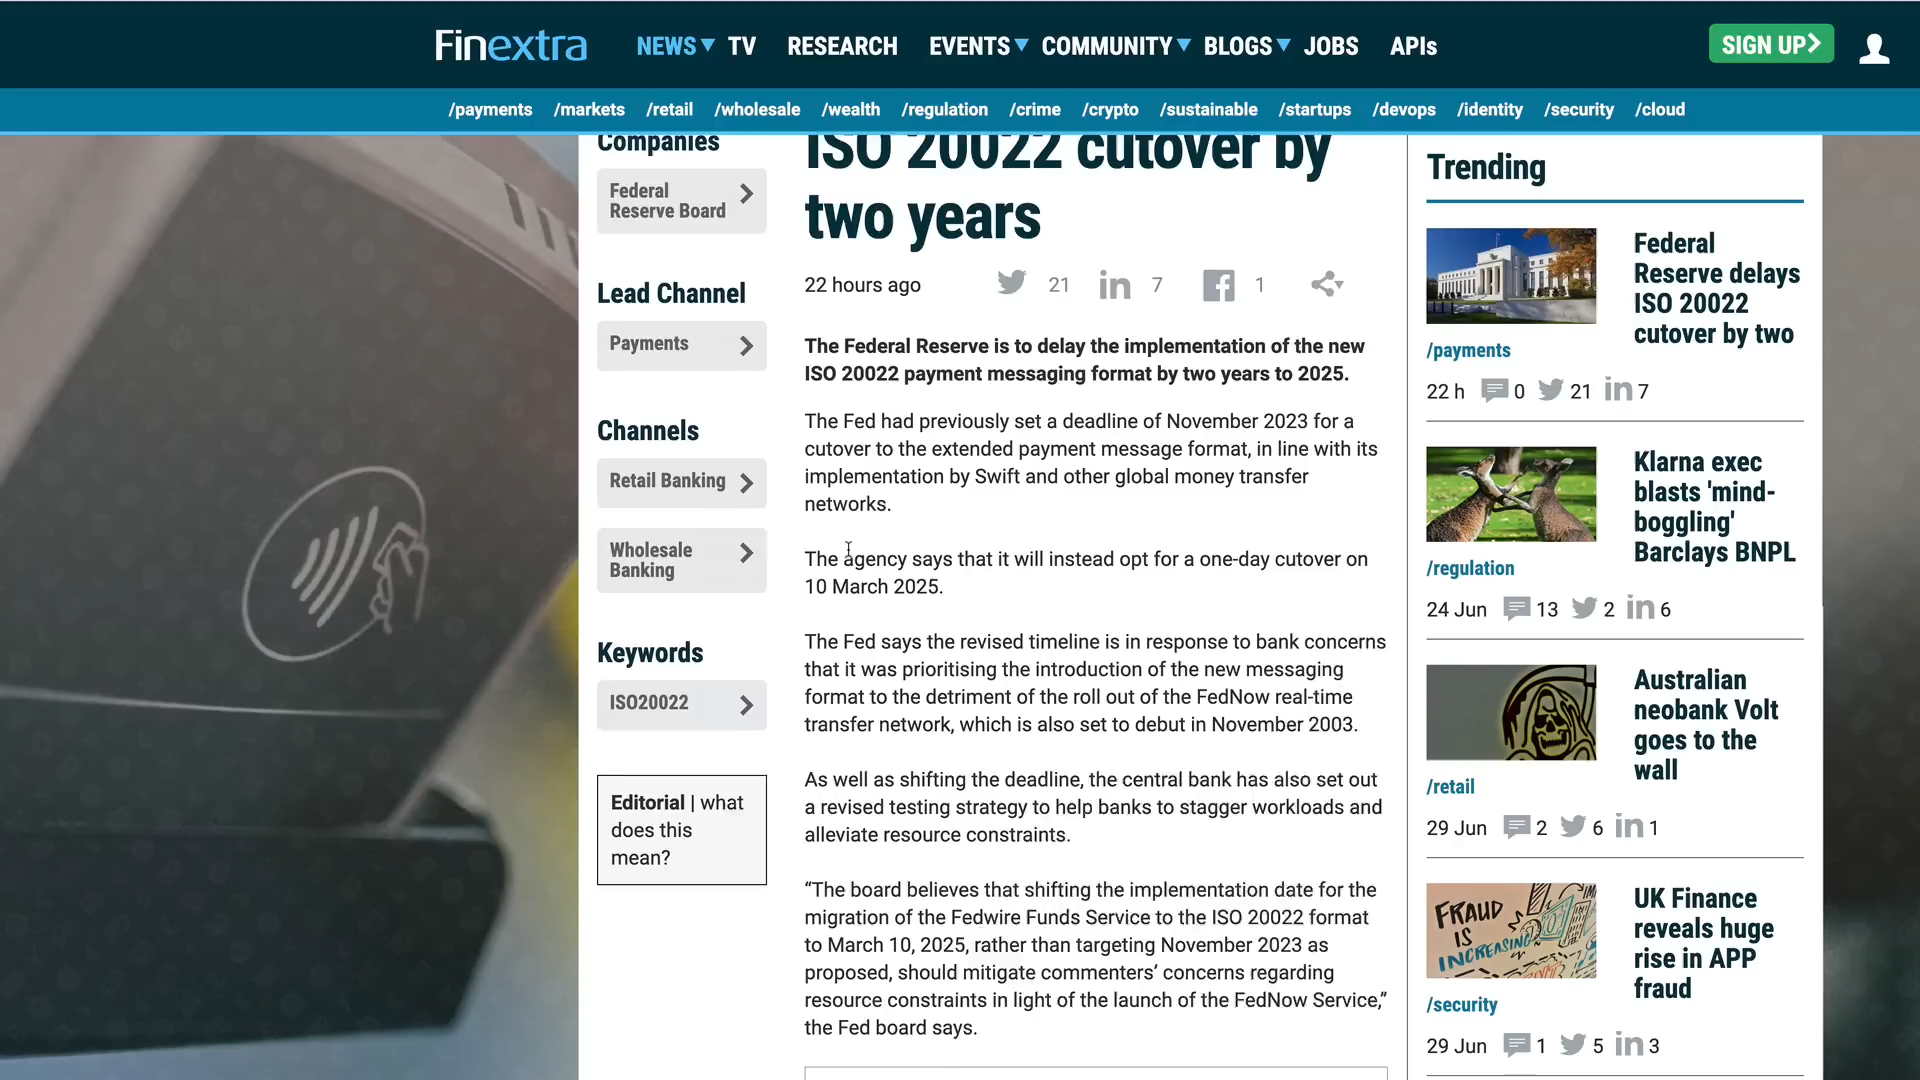 Finextra
NEWS TV RESEARCH EVENTS COMMUNITY BLOGS JOBS APIs
SIGN UP
/payments /markets /retail /wholesale /wealth /regulation /crime /crypto /sustainable /startups /devops /identity /security /cloud
Companies
Federal
Reserve Board
Lead Channel
Payments
Channels
Retail Banking
Wholesale
Banking
Keywords
ISO20022
Editorial | what
does this
mean?
ISO 20022 cutover by
two years
22 hours ago 21 7 1
The Federal Reserve is to delay the implementation of the new
ISO 20022 payment messaging format by two years to 2025.
The Fed had previously set a deadline of November 2023 for a
cutover to the extended payment message format, in line with its
implementation by Swift and other global money transfer
networks.
The agency says that it will instead opt for a one-day cutover on
10 March 2025.
The Fed says the revised timeline is in response to bank concerns
that it was prioritising the introduction of the new messaging
format to the detriment of the roll out of the FedNow real-time
transfer network, which is also set to debut in November 2003.
As well as shifting the deadline, the central bank has also set out
a revised testing strategy to help banks to stagger workloads and
alleviate resource constraints.
“The board believes that shifting the implementation date for the
migration of the Fedwire Funds Service to the ISO 20022 format
to March 10, 2025, rather than targeting November 2023 as
proposed, should mitigate commenters’ concerns regarding
resource constraints in light of the launch of the FedNow Service,”
the Fed board says.
Trending
Federal
Reserve delays
ISO 20022
cutover by two
/payments
22 h 0 21 7
Klarna exec
blasts 'mind-
boggling'
Barclays BNPL
/regulation
24 Jun 13 2 6
Australian
neobank Volt
goes to the
wall
/retail
29 Jun 2 6 1
FRAUD
IS
INCREASING
UK Finance
reveals huge
rise in APP
fraud
/security
29 Jun 1 5 3